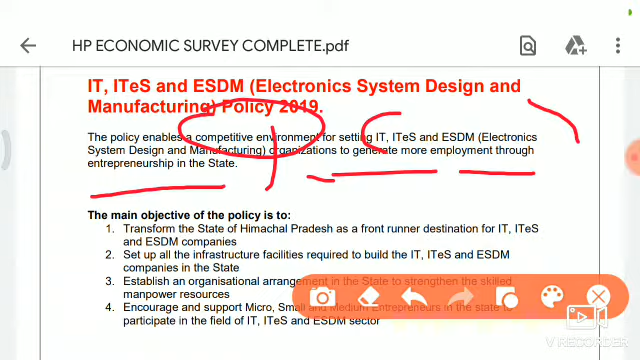 HP ECONOMIC SURVEY COMPLETE.pdf
IT, ITeS and ESDM (Electronics System Design and
Manufacturing) Policy 2019.
The policy enables a competitive environment for setting IT, ITeS and ESDM (Electronics
System Design and Manufacturing) organizations to generate more employment through
entrepreneurship in the State.
The main objective of the policy is to:
1. Transform the State of Himachal Pradesh as a front runner destination for IT, ITeS
and ESDM companies
2. Set up all the infrastructure facilities required to build the IT, ITeS and ESDM
companies in the State
3. Establish an organisational arrangement in the State to strengthen the skilled
manpower resources
4. Encourage and support Micro, Small and Medium Entrepreneurs in the state to
participate in the field of IT, ITeS and ESDM sector
V RECORDER